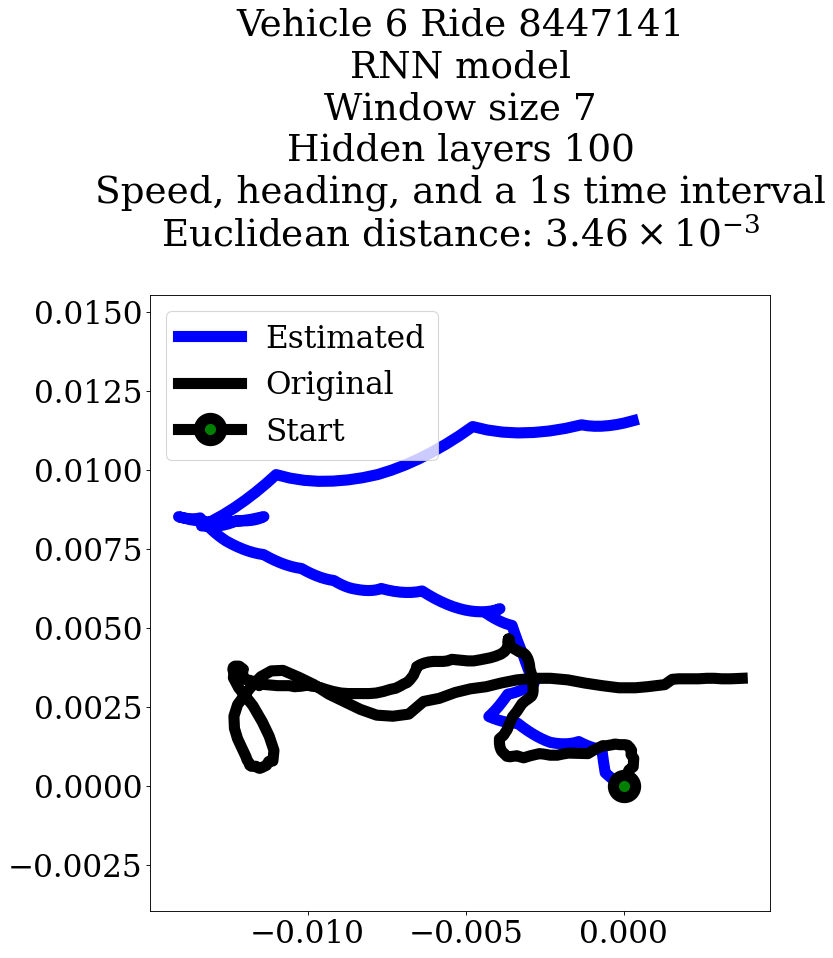 Vehicle 6 Ride 8447141
RNN model
Window size 7
Hidden layers 100
Speed, heading, and a 1s time interval
Euclidean distance: 3.46 × 10⁻³
0.0150
0.0125
0.0100
0.0075
0.0050
0.0025
0.0000
−0.0025
Estimated
Original
Start
−0.010
−0.005
0.000